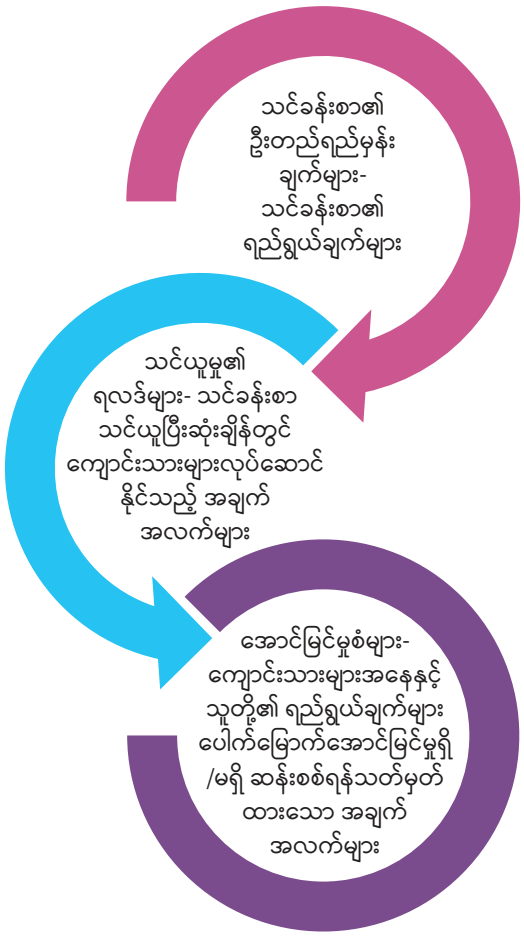 သင်ခန်းစာ၏
ဦးတည်ရည်မှန်း
ချက်များ-
သင်ခန်းစာ၏
ရည်ရွယ်ချက်များ
သင်ယူမှု၏
ရလဒ်များ- သင်ခန်းစာ
သင်ယူပြီးဆုံးချိန်တွင်
ကျောင်းသားများလုပ်ဆောင်
နိုင်သည့် အချက်
အလက်များ
အောင်မြင်မှုစံများ-
ကျောင်းသားများအနေနှင့်
သူတို့၏ ရည်ရွယ်ချက်များ
ပေါက်မြောက်အောင်မြင်မှုရှိ
/မရှိ ဆန်းစစ်ရန်သတ်မှတ်
ထားသော အချက်
အလက်များ